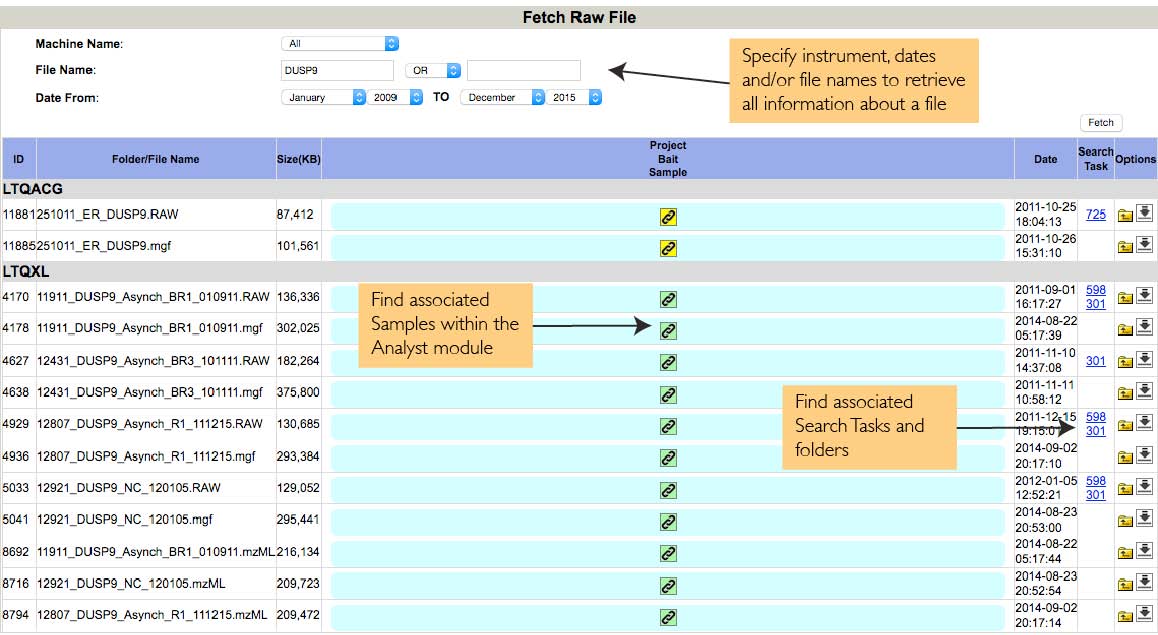 Fetch Raw File
Machine Name: All
File Name: DUSP9 OR
Date From: January 2009 TO December 2015
Specify instrument, dates
and/or file names to retrieve
all information about a file
Fetch
ID Folder/File Name Size(KB) Project Bait Sample Date Search Task Options
LTQACG
11881 251011_ER_DUSP9.RAW 87,412 2011-10-25 18:04:13 725
11885 251011_ER_DUSP9.mgf 101,561 2011-10-26 15:31:10
LTQXL
4170 11911_DUSP9_Asynch_BR1_010911.RAW 136,336 2011-09-01 16:17:27 598 301
4178 11911_DUSP9_Asynch_BR1_010911.mgf 302,025 2014-08-22 05:17:39
Find associated
Samples within the
Analyst module
4627 12431_DUSP9_Asynch_BR3_101111.RAW 182,264 2011-11-10 14:37:08 301
4638 12431_DUSP9_Asynch_BR3_101111.mgf 375,800 2011-11-11 10:58:12
4929 12807_DUSP9_Asynch_R1_111215.RAW 130,685 2011-12-15 19:15:01 598 301
Find associated
Search Tasks and
folders
4936 12807_DUSP9_Asynch_R1_111215.mgf 293,384 2014-09-02 20:17:10
5033 12921_DUSP9_NC_120105.RAW 129,052 2012-01-05 12:52:21 598 301
5041 12921_DUSP9_NC_120105.mgf 295,441 2014-08-23 20:53:00
8692 11911_DUSP9_Asynch_BR1_010911.mzML 216,134 2014-08-22 05:17:44
8716 12921_DUSP9_NC_120105.mzML 209,723 2014-08-23 20:52:54
8794 12807_DUSP9_Asynch_R1_111215.mzML 209,472 2014-09-02 20:17:14